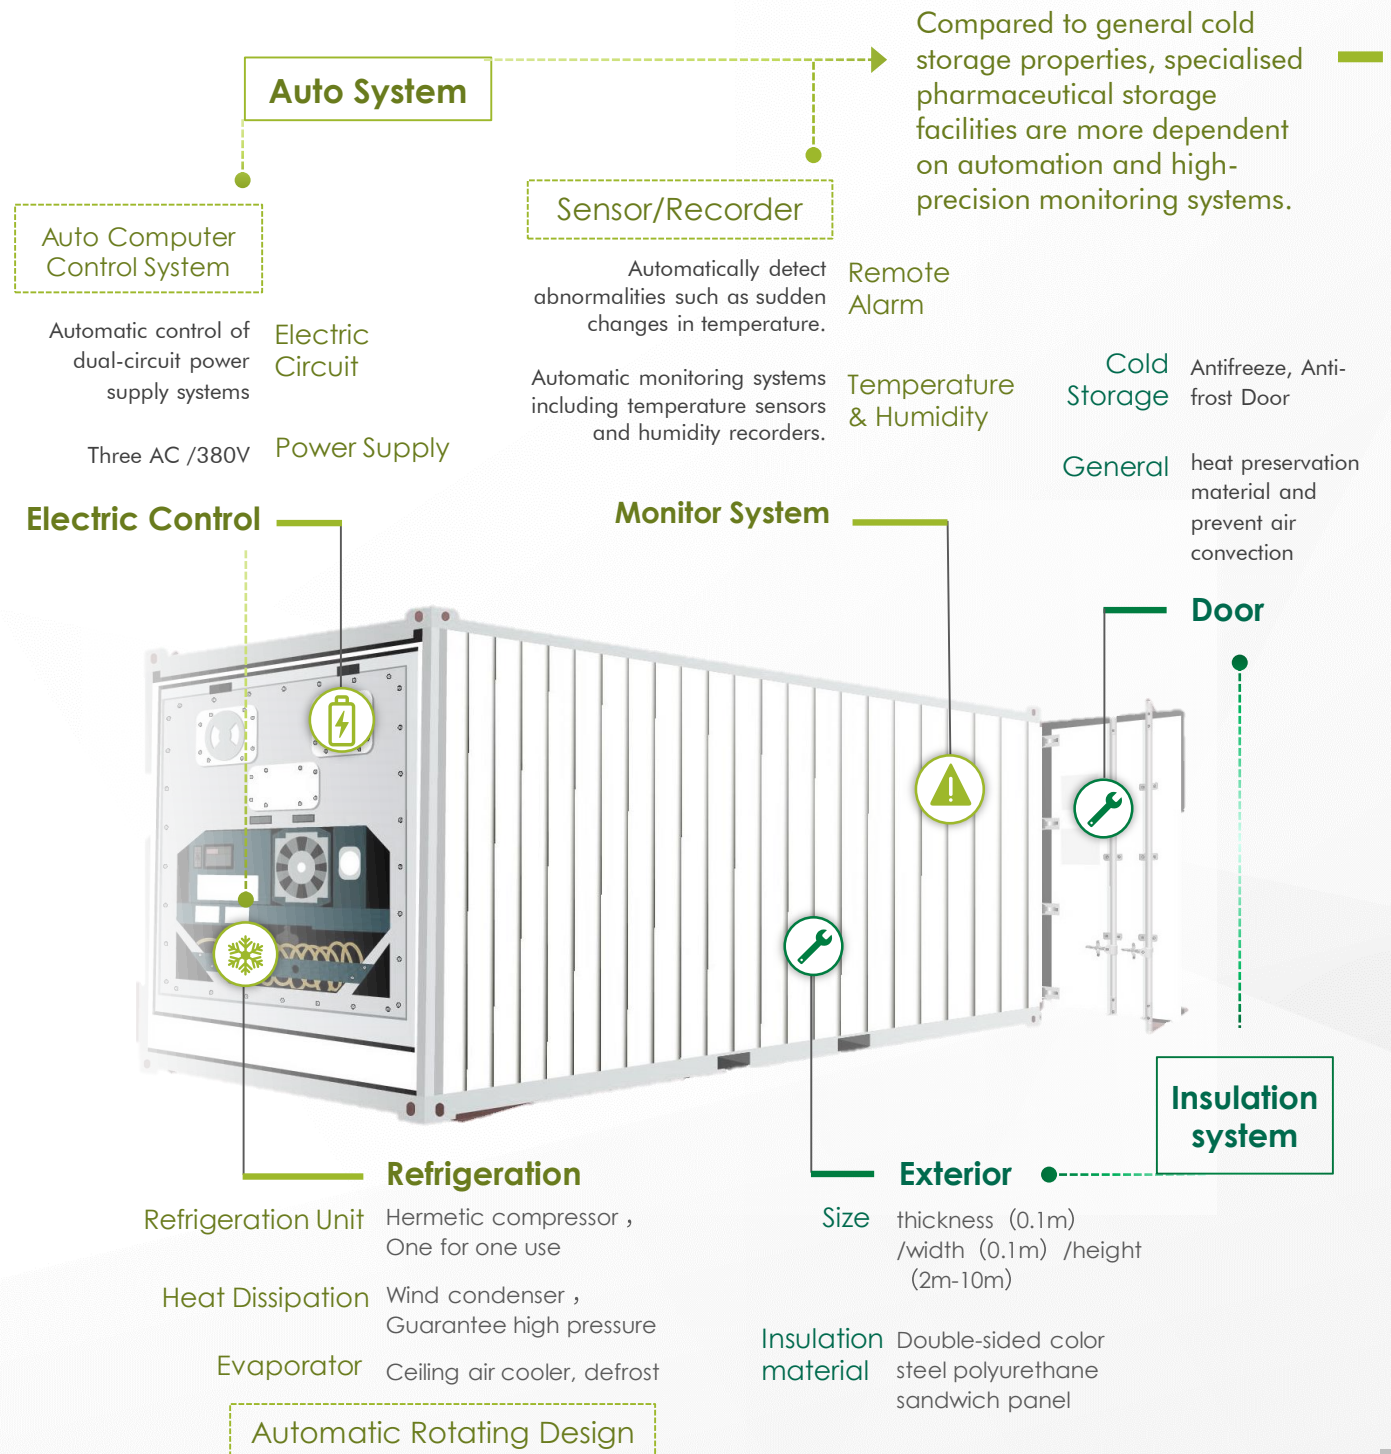 Compared to general cold
storage properties, specialised
pharmaceutical storage
facilities are more dependent
on automation and high-
precision monitoring systems.
Auto System
Auto Computer
Control System
Automatic control of
dual-circuit power
supply systems
Electric
Circuit
Three AC /380V
Power Supply
Electric Control
Sensor/Recorder
Automatically detect
abnormalities such as sudden
changes in temperature.
Remote
Alarm
Automatic monitoring systems
including temperature sensors
and humidity recorders.
Temperature
& Humidity
Monitor System
Cold
Storage
Antifreeze, Anti-
frost Door
General
heat preservation
material and
prevent air
convection
Door
Insulation
system
Refrigeration
Refrigeration Unit
Hermetic compressor，
One for one use
Heat Dissipation
Wind condenser，
Guarantee high pressure
Evaporator
Ceiling air cooler, defrost
Automatic Rotating Design
Exterior
Size
thickness（0.1m）
/width（0.1m）/height
（2m-10m）
Insulation
material
Double-sided color
steel polyurethane
sandwich panel